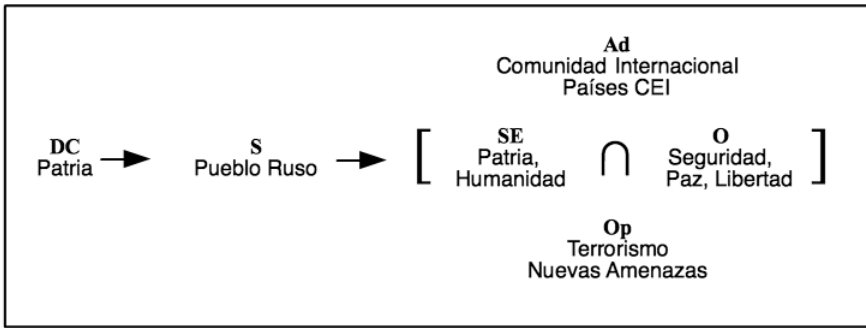 Ad
Comunidad Internacional
Países CEI
DC
Patria
S
Pueblo Ruso
[
SE
Patria,
Humanidad
∩
O
Seguridad,
Paz, Libertad
]
Op
Terrorismo
Nuevas Amenazas